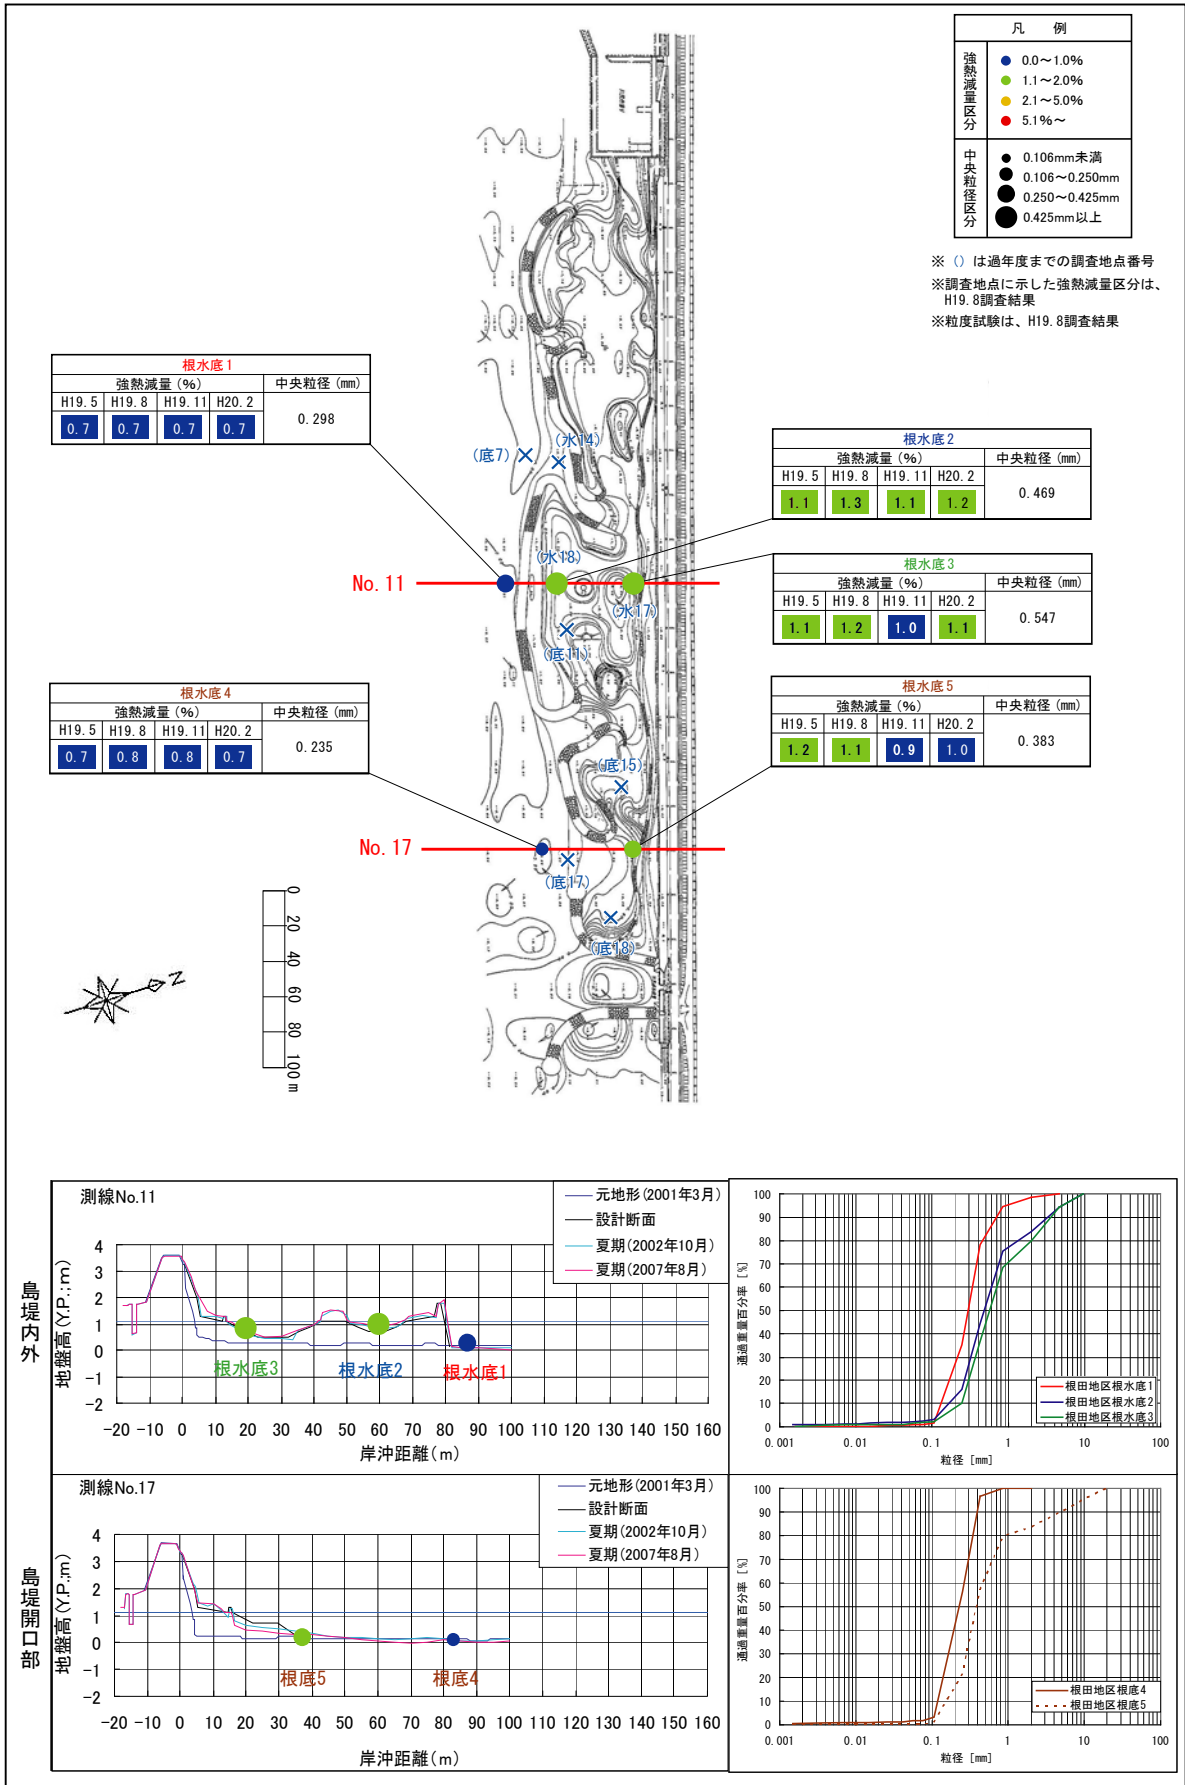 凡 例
強熱減量区分
0.0～1.0%
1.1～2.0%
2.1～5.0%
5.1%～
中央粒径区分
0.106mm未満
0.106～0.250mm
0.250～0.425mm
0.425mm以上
※ () は過年度までの調査地点番号
※調査地点に示した強熱減量区分は、
H19.8調査結果
※粒度試験は、H19.8調査結果
根水底1
強熱減量 (%) 中央粒径 (mm)
H19.5 H19.8 H19.11 H20.2
0.7 0.7 0.7 0.7 0.298
根水底2
強熱減量 (%) 中央粒径 (mm)
H19.5 H19.8 H19.11 H20.2
1.1 1.3 1.1 1.2 0.469
根水底3
強熱減量 (%) 中央粒径 (mm)
H19.5 H19.8 H19.11 H20.2
1.1 1.2 1.0 1.1 0.547
根水底4
強熱減量 (%) 中央粒径 (mm)
H19.5 H19.8 H19.11 H20.2
0.7 0.8 0.8 0.7 0.235
根水底5
強熱減量 (%) 中央粒径 (mm)
H19.5 H19.8 H19.11 H20.2
1.2 1.1 0.9 1.0 0.383
(底7)
(水14)
(水18)
No.11
(水17)
(底11)
(底15)
No.17
(底17)
(底18)
0 20 40 60 80 100m
N
島堤内外
測線No.11
元地形(2001年3月)
設計断面
夏期(2002年10月)
夏期(2007年8月)
地盤高(Y.P.;m)
4
3
2
1
0
-1
-2
根水底3 根水底2 根水底1
-20 -10 0 10 20 30 40 50 60 70 80 90 100 110 120 130 140 150 160
岸沖距離(m)
通過重量百分率 [%]
100
90
80
70
60
50
40
30
20
10
0
根田地区根水底1
根田地区根水底2
根田地区根水底3
0.001 0.01 0.1 1 10 100
粒径 [mm]
島堤開口部
測線No.17
元地形(2001年3月)
設計断面
夏期(2002年10月)
夏期(2007年8月)
地盤高(Y.P.;m)
4
3
2
1
0
-1
-2
根底5 根底4
-20 -10 0 10 20 30 40 50 60 70 80 90 100 110 120 130 140 150 160
岸沖距離(m)
通過重量百分率 [%]
100
90
80
70
60
50
40
30
20
10
0
根田地区根底4
根田地区根底5
0.001 0.01 0.1 1 10 100
粒径 [mm]